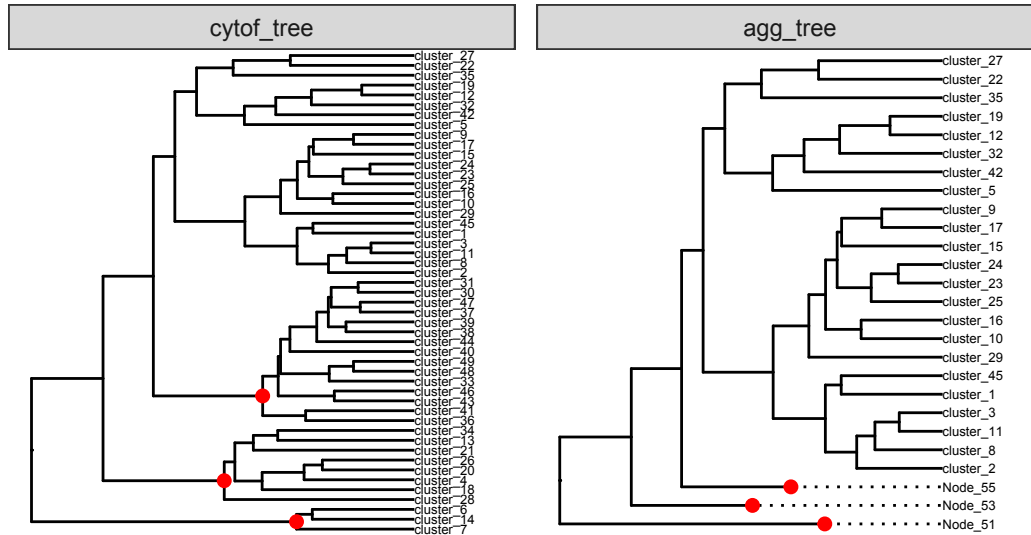 cytof_tree
cluster_27
cluster_22
cluster_35
cluster_19
cluster_12
cluster_32
cluster_42
cluster_5
cluster_9
cluster_17
cluster_15
cluster_24
cluster_23
cluster_25
cluster_16
cluster_10
cluster_29
cluster_45
cluster_1
cluster_3
cluster_11
cluster_8
cluster_2
cluster_31
cluster_30
cluster_47
cluster_37
cluster_39
cluster_38
cluster_44
cluster_40
cluster_49
cluster_48
cluster_33
cluster_46
cluster_43
cluster_41
cluster_36
cluster_34
cluster_13
cluster_21
cluster_26
cluster_20
cluster_4
cluster_18
cluster_28
cluster_6
cluster_14
cluster_7
agg_tree
cluster_27
cluster_22
cluster_35
cluster_19
cluster_12
cluster_32
cluster_42
cluster_5
cluster_9
cluster_17
cluster_15
cluster_24
cluster_23
cluster_25
cluster_16
cluster_10
cluster_29
cluster_45
cluster_1
cluster_3
cluster_11
cluster_8
cluster_2
Node_55
Node_53
Node_51